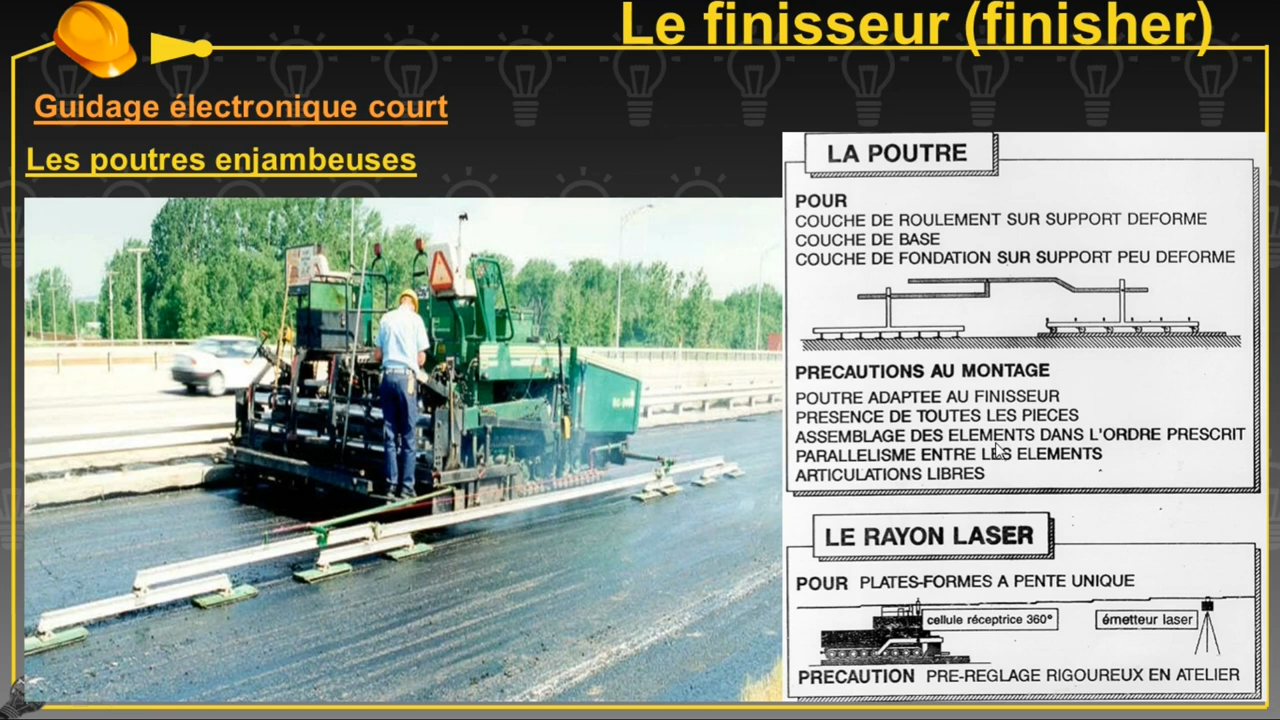 Le finisseur (finisher)
Guidage électronique court
Les poutres enjambeuses
LA POUTRE
POUR
COUCHE DE ROULEMENT SUR SUPPORT DEFORME
COUCHE DE BASE
COUCHE DE FONDATION SUR SUPPORT PEU DEFORME
PRECAUTIONS AU MONTAGE
POUTRE ADAPTEE AU FINISSEUR
PRESENCE DE TOUTES LES PIECES
ASSEMBLAGE DES ELEMENTS DANS L'ORDRE PRESCRIT
PARALLELISME ENTRE LES ELEMENTS
ARTICULATIONS LIBRES
LE RAYON LASER
POUR PLATES-FORMES A PENTE UNIQUE
cellule réceptrice 360°
émetteur laser
PRECAUTION PRE-REGLAGE RIGOUREUX EN ATELIER